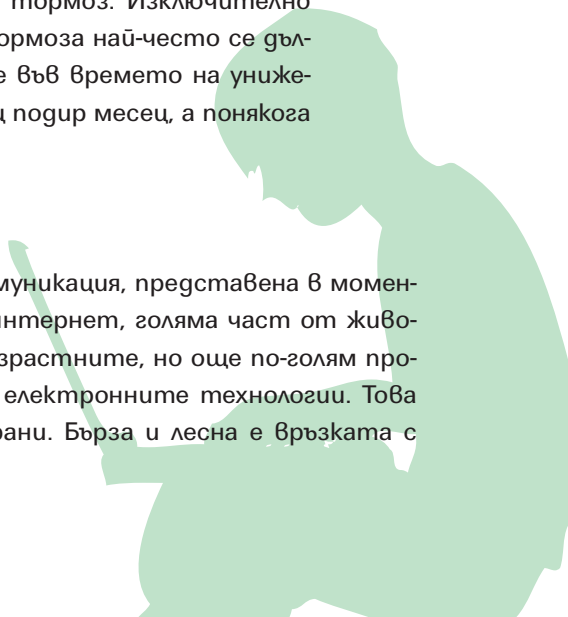 тормоз. Изключително
ормоза най-често се дъл-
е във времето на униже-
ц подир месец, а понякога
муникация, представена в момен-
интернет, голяма част от живо-
зрастните, но още по-голям про-
електронните технологии. Това
рани. Бърза и лесна е връзката с